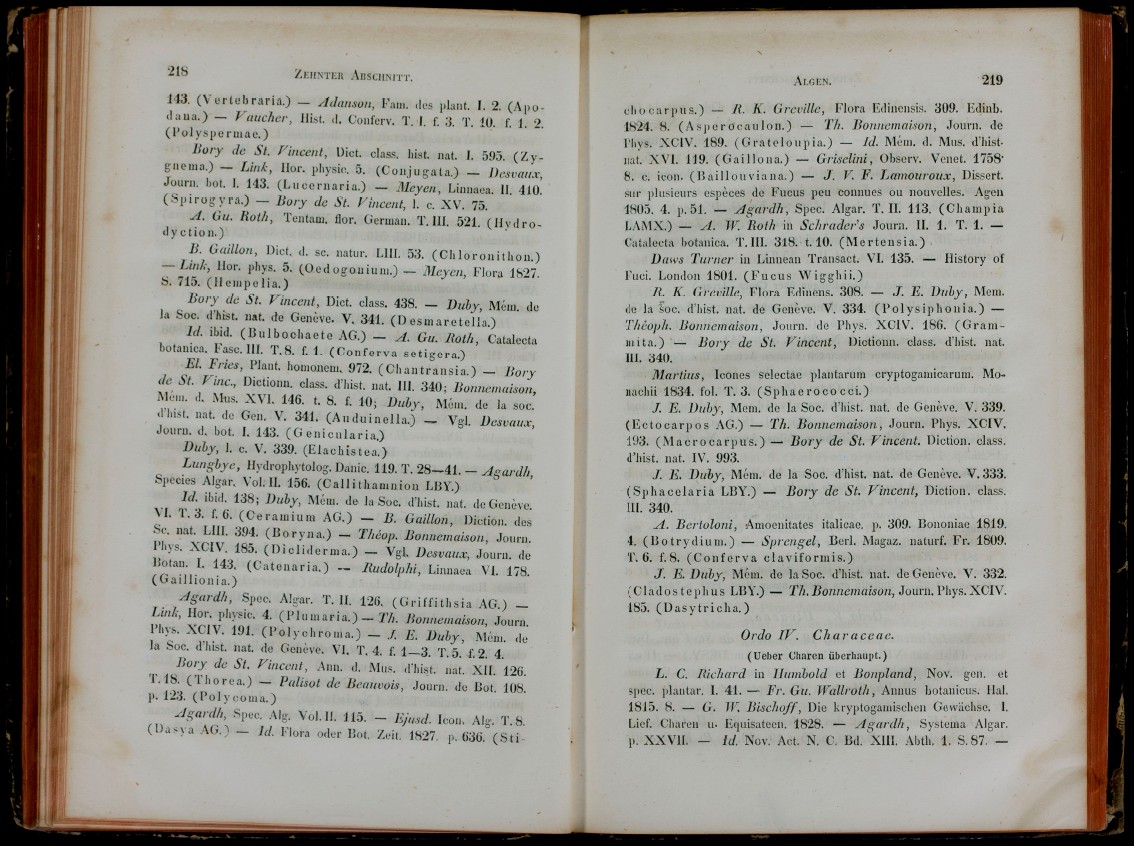 218 ZEHNTER ABSCHNITT.
143. (Vertebraria.) — Adanson, Fam. des plant. I. 2. (Apo-
dana.) — Vaucher, Hist. d. Conferv. T. I. f. 3. T. 10. f. 1. 2.
(Polyspermae.)
Bory de St. Vincent, Dict. class. hist. nat. I. 595. (Zy-
gnema.) — Link, Hor. physic. 5. (Conjugata.) — Desvaux,
Journ. bot. I. 143. (Lucernaria.) — Meyen, Linnaea. II. 410.
(Spirogyra.) — Bory de St. Vincent, l. c. XV. 75.
A. Gu. Roth, Tentam. flor. German. T. III. 521. (Hydro-
dyction.)
B. Gaillon, Dict. d. sc. natur. LIII. 53. (Chloronithon.)
— Link, Hor. phys. 5. (Oedogonium.) — Meyen, Flora 1827.
S. 715. (Hempelia.)
Bory de St. Vincent, Dict. class. 438. — Duby, Mém. de
la Soc. d'hist. nat. de Genève. V. 341. (Desmaretella.)
Id. ibid. (Bulbochaete AG.) — A. Gu. Roth, Catalecta
botanica. Fasc. III. T. 8. f. 1. (Conferva setigera.)
El. Fries, Plant. homonem. 972. (Chantransia.) — Bory
de St. Vinc., Dictionn. class. d'hist. nat. III. 340; Bonnemaison,
Mém. d. Mus. XVI. 146. t. 8. f. 10; Duby, Mém. de la soc.
d'hist. nat. de Gen. V. 341. (Auduinella.) — Vgl. Desvaux,
Journ. d. bot. I. 143. (Genicularia.)
Duby, l. c. V. 339. (Elachistea.)
Lungbye, Hydrophytolog. Danic. 119. T. 28—41. — Agardh,
Species Algar. Vol. II. 156. (Callithamnion LBY.)
Id. ibid. 138; Duby, Mém. de la Soc. d'hist. nat. de Genève.
VI. T. 3. f. 6. (Ceramium AG.) — B. Gaillon, Diction. des
Sc. nat. LIII. 394. (Boryna.) — Théop. Bonnemaison, Journ.
Phys. XCIV. 185. (Dicliderma.) — Vgl. Desvaux, Journ. de
Botan. I. 143. (Catenaria.) — Rudolphi, Linnaea VI. 178.
(Gaillionia.)
Agardh, Spec. Algar. T. II. 126. (Griffithsia AG.) —
Link, Hor. physic. 4. (Plumaria.) — Th. Bonnemaison, Journ.
Phys. XCIV. 191. (Polychroma.) — J. E. Duby, Mém. de
la Soc. d'hist. nat. de Genève. VI. T. 4. f. 1—3. T. 5. f. 2. 4.
Bory de St. Vincent, Ann. d. Mus. d'hist. nat. XII. 126.
T. 18. (Thorea.) — Palisot de Beauvois, Journ. de Bot. 108.
p. 123. (Polycoma.)
Agardh, Spec. Alg. Vol. II. 115. — Ejusd. Icon. Alg. T. 8.
(Dasya AG.) — Id. Flora oder Bot. Zeit. 1827. p. 636. (Sti-
ALGEN. 219
chocarpus.) — R. K. Greville, Flora Edinensis. 309. Edinb.
1824. 8. (Asperocaulon.) — Th. Bonnemaison, Journ. de
Phys. XCIV. 189. (Grateloupia.) — Id. Mém. d. Mus. d'hist.
nat. XVI. 119. (Gaillona.) — Griselini, Observ. Venet. 1758
8. c. icon. (Baillouviana.) — J. V. F. Lamouroux, Dissert.
sur plusieurs espèces de Fucus peu connues ou nouvelles. Agen
1805. 4. p. 51. — Agardh, Spec. Algar. T. II. 113. (Champia
LAMX.) — A. W. Roth in Schrader's Journ. II. 1. T. 1. —
Catalecta botanica. T. III. 318. t. 10. (Mertensia.)
Daws Turner in Linnean Transact. VI. 135. — History of
Fuci. London 1801. (Fucus Wigghii.)
R. K. Greville, Flora Edinens. 308. — J. E. Duby, Mem.
de la Soc. d'hist. nat. de Genève. V. 334. (Polysiphonia.) —
Théoph. Bonnemaison, Journ. de Phys. XCIV. 186. (Gram-
mita.) — Bory de St. Vincent, Dictionn. class. d'hist. nat.
III. 340.
Martius, Icones selectae plantarum cryptogamicarum. Mo-
nachii 1834. fol. T. 3. (Sphaerococci.)
J. E. Duby, Mem. de la Soc. d'hist. nat. de Genève. V. 339.
(Ectocarpos AG.) — Th. Bonnemaison, Journ. Phys. XCIV.
193. (Macrocarpus.) — Bory de St. Vincent. Diction. class.
d'hist. nat. IV. 993.
J. E. Duby, Mém. de la Soc. d'hist. nat. de Genève. V. 333.
(Sphacelaria LBY.) — Bory de St. Vincent, Diction. class.
III. 340.
A. Bertoloni, Amoenitates italicae. p. 309. Bononiae 1819.
4. (Botrydium.) — Sprengel, Berl. Magaz. naturf. Fr. 1809.
T. 6. f. 8. (Conferva claviformis.)
J. E. Duby, Mém. de la Soc. d'hist. nat. de Genève. V. 332.
(Cladostephus LBY.) — Th. Bonnemaison, Journ. Phys. XCIV.
185. (Dasytricha.)
Ordo IV. Characeae.
(Ueber Charen überhaupt.)
L. C. Richard in Humbold et Bonpland, Nov. gen. et
spec. plantar. I. 41. — Fr. Gu. Wallroth, Annus botanicus. Hal.
1815. 8. — G. W. Bischoff, Die kryptogamischen Gewächse. I.
Lief. Charen u. Equisateen. 1828. — Agardh, Systema Algar.
p. XXVII. — Id. Nov. Act. N. C. Bd. XIII. Abth. 1. S. 87. —